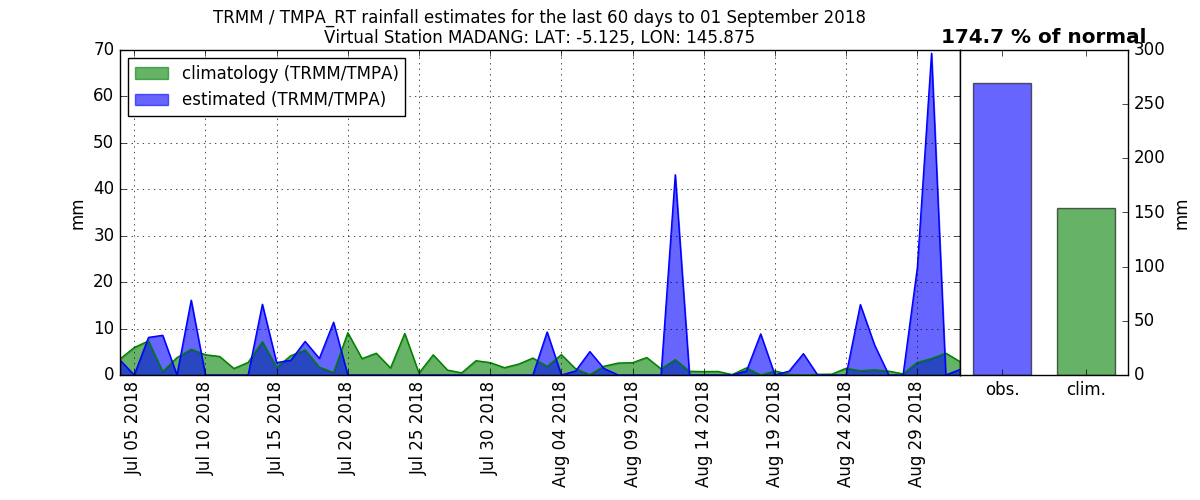 TRMM / TMPA_RT rainfall estimates for the last 60 days to 01 September 2018
Virtual Station MADANG: LAT: -5.125, LON: 145.875
174.7 % of normal
climatology (TRMM/TMPA)
estimated (TRMM/TMPA)
70
60
50
40
30
20
10
0
mm
Jul 05 2018
Jul 10 2018
Jul 15 2018
Jul 20 2018
Jul 25 2018
Jul 30 2018
Aug 04 2018
Aug 09 2018
Aug 14 2018
Aug 19 2018
Aug 24 2018
Aug 29 2018
obs.
clim.
300
250
200
150
100
50
0
mm